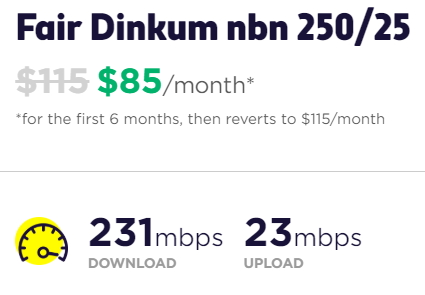 Fair Dinkum nbn 250/25
$115 $85/month*
*for the first 6 months, then reverts to $115/month
231mbps 23mbps
DOWNLOAD UPLOAD